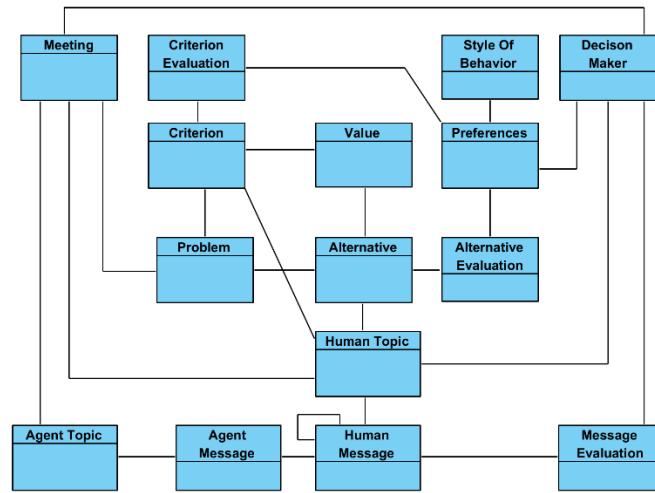 Meeting
Criterion
Evaluation
Style Of
Behavior
Decison
Maker
Criterion
Value
Preferences
Problem
Alternative
Alternative
Evaluation
Human Topic
Agent Topic
Agent
Message
Human
Message
Message
Evaluation